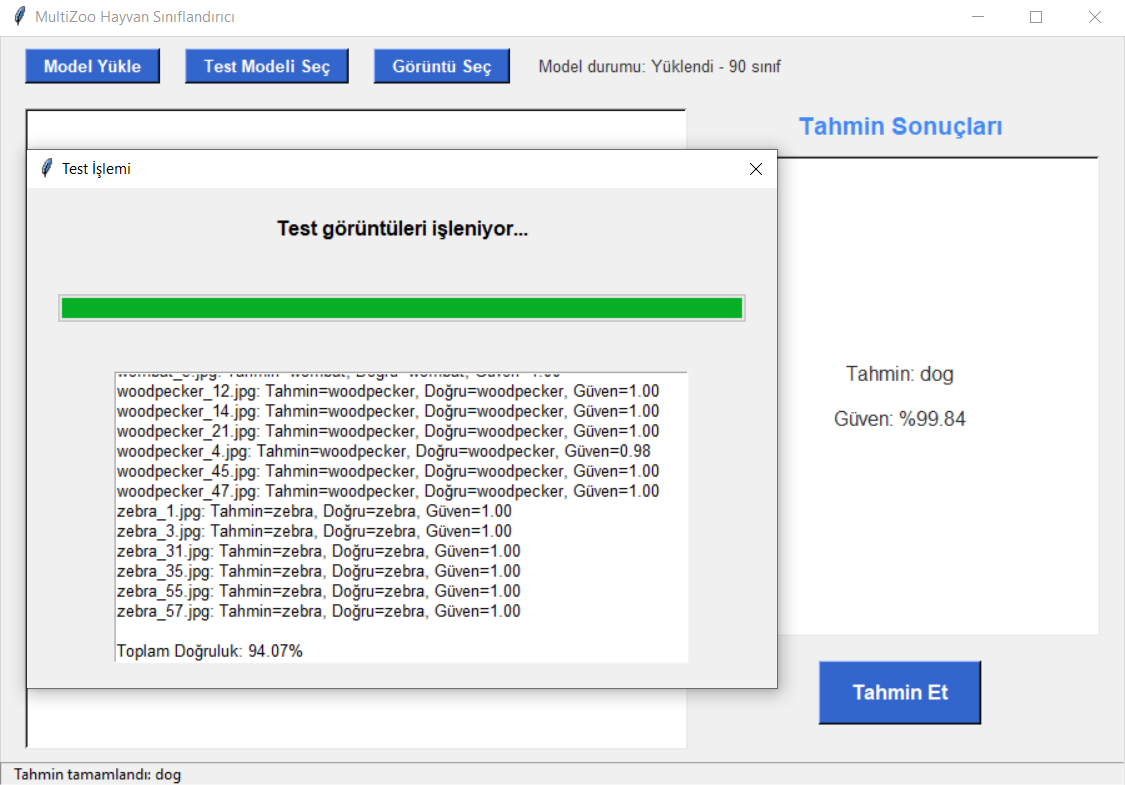 MultiZoo Hayvan Sınıflandırıcı
Model Yükle
Test Modeli Seç
Görüntü Seç
Model durumu: Yüklendi - 90 sınıf
Tahmin Sonuçları
Test İşlemi
Test görüntüleri işleniyor...
woodpecker_12.jpg: Tahmin=woodpecker, Doğru=woodpecker, Güven=1.00
woodpecker_14.jpg: Tahmin=woodpecker, Doğru=woodpecker, Güven=1.00
woodpecker_21.jpg: Tahmin=woodpecker, Doğru=woodpecker, Güven=1.00
woodpecker_4.jpg: Tahmin=woodpecker, Doğru=woodpecker, Güven=0.98
woodpecker_45.jpg: Tahmin=woodpecker, Doğru=woodpecker, Güven=1.00
woodpecker_47.jpg: Tahmin=woodpecker, Doğru=woodpecker, Güven=1.00
zebra_1.jpg: Tahmin=zebra, Doğru=zebra, Güven=1.00
zebra_3.jpg: Tahmin=zebra, Doğru=zebra, Güven=1.00
zebra_31.jpg: Tahmin=zebra, Doğru=zebra, Güven=1.00
zebra_35.jpg: Tahmin=zebra, Doğru=zebra, Güven=1.00
zebra_55.jpg: Tahmin=zebra, Doğru=zebra, Güven=1.00
zebra_57.jpg: Tahmin=zebra, Doğru=zebra, Güven=1.00
Toplam Doğruluk: 94.07%
Tahmin: dog
Güven: %99.84
Tahmin Et
Tahmin tamamlandı: dog